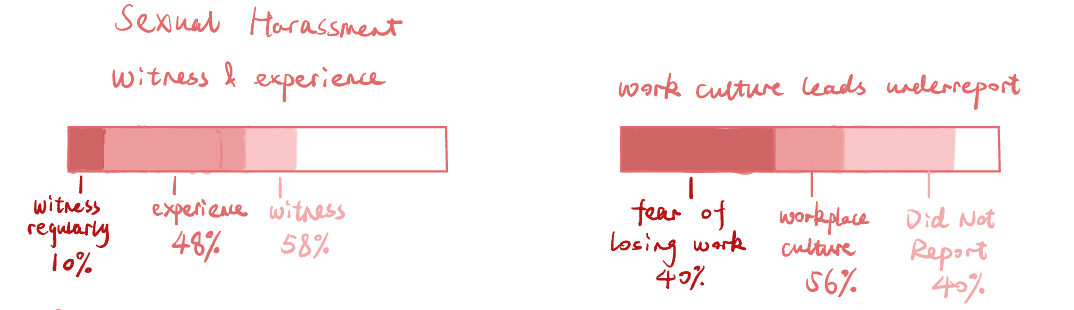 Sexual Harassment
witness & experience
witness
regularly
10%
experience
48%
witness
58%
work culture leads underreport
fear of
losing work
40%
workplace
culture
56%
Did Not
Report
40%